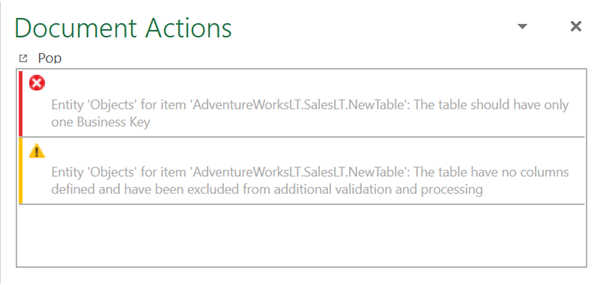 Document Actions
Pop
Entity 'Objects' for item 'AdventureWorksLT.SalesLT.NewTable': The table should have only
one Business Key
Entity 'Objects' for item 'AdventureWorksLT.SalesLT.NewTable': The table have no columns
defined and have been excluded from additional validation and processing